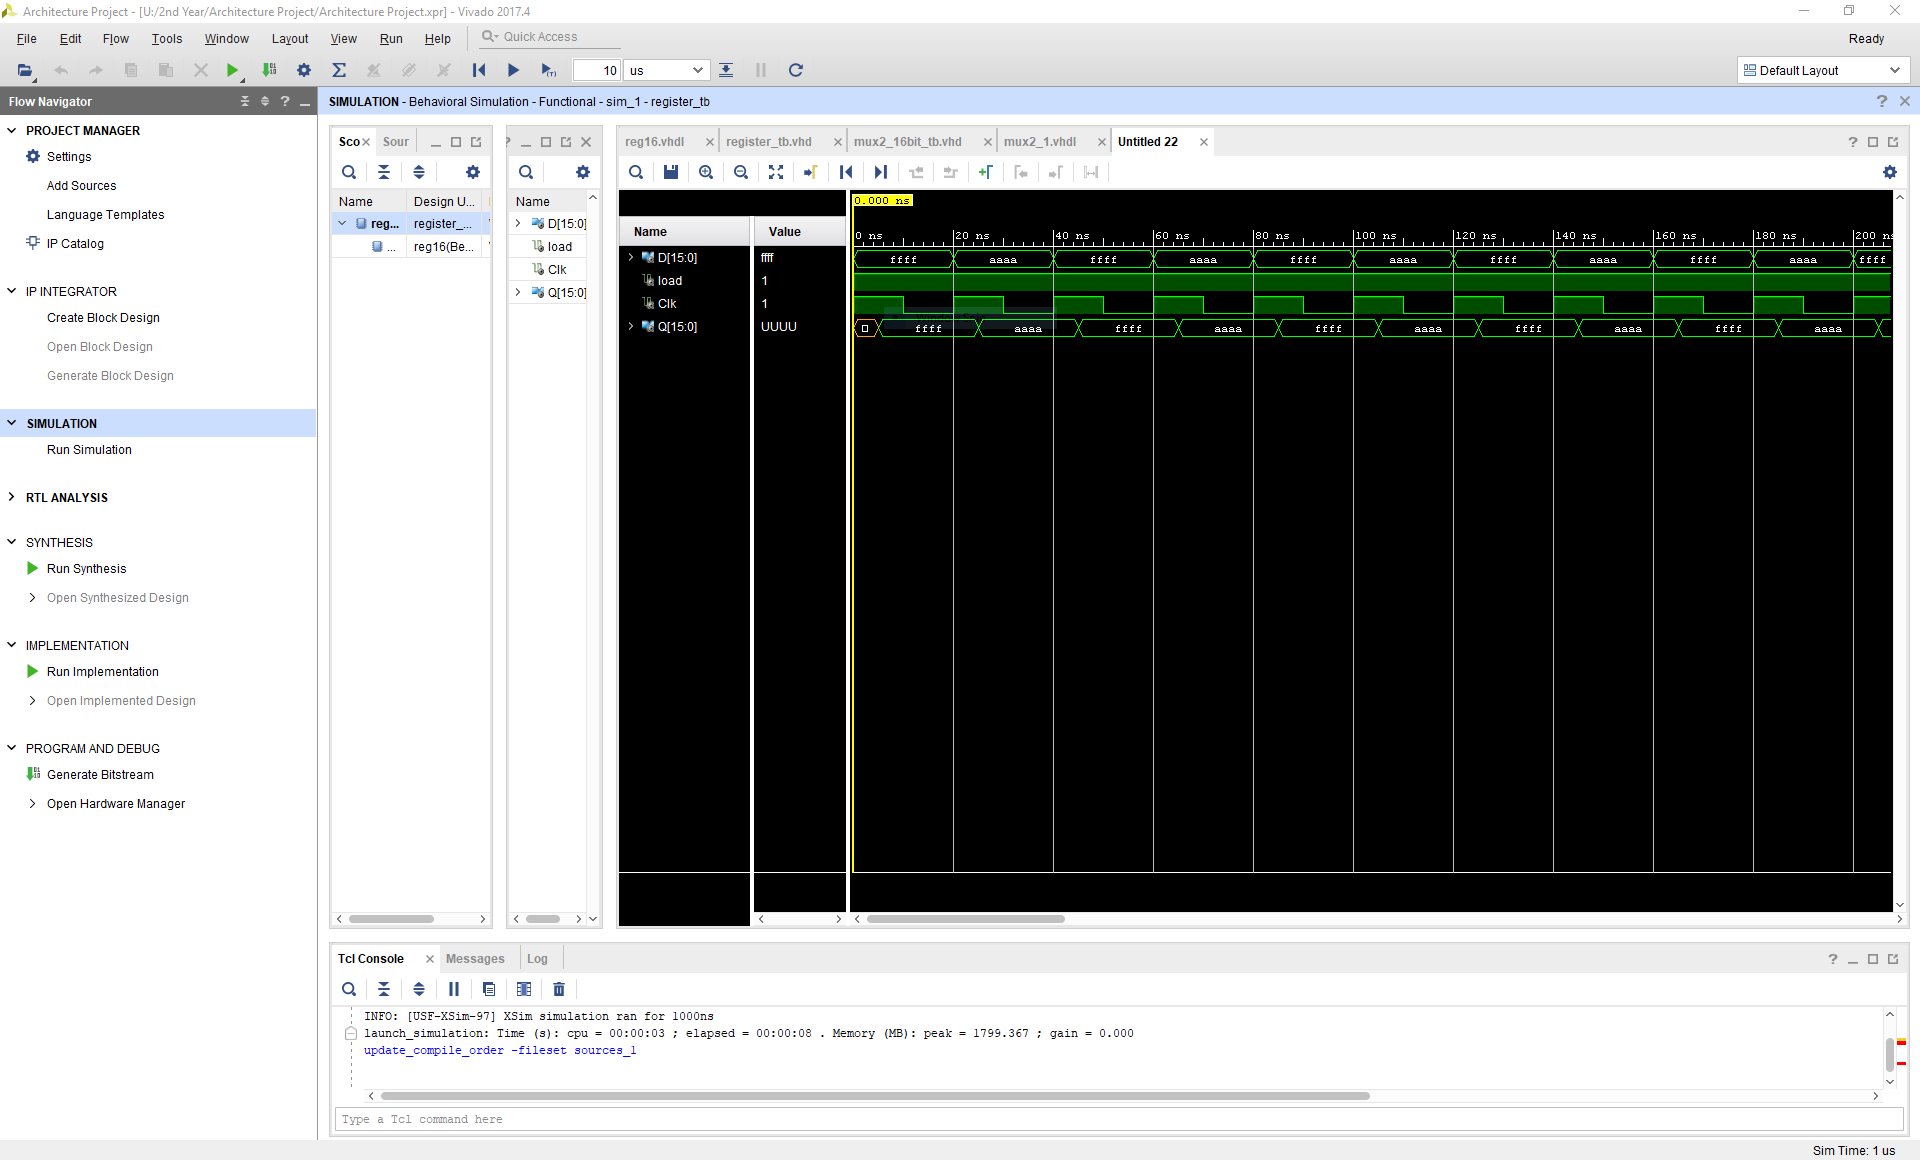 Architecture Project - [U:/2nd Year/Architecture Project/Architecture Project.xpr] - Vivado 2017.4
File Edit Flow Tools Window Layout View Run Help Quick Access Ready
10 us Default Layout
Flow Navigator
SIMULATION - Behavioral Simulation - Functional - sim_1 - register_tb
PROJECT MANAGER
Settings
Add Sources
Language Templates
IP Catalog
IP INTEGRATOR
Create Block Design
Open Block Design
Generate Block Design
SIMULATION
Run Simulation
RTL ANALYSIS
SYNTHESIS
Run Synthesis
Open Synthesized Design
IMPLEMENTATION
Run Implementation
Open Implemented Design
PROGRAM AND DEBUG
Generate Bitstream
Open Hardware Manager
Sco Sour
Name Design U...
reg... register_...
... reg16(Be...
Name
D[15:0]
load
Clk
Q[15:0]
reg16.vhdl register_tb.vhd mux2_16bit_tb.vhd mux2_1.vhdl Untitled 22
0.000 ns
Name Value
0 ns 20 ns 40 ns 60 ns 80 ns 100 ns 120 ns 140 ns 160 ns 180 ns 200 ns
D[15:0] ffff ffff aaaa ffff aaaa ffff aaaa ffff aaaa ffff aaaa ffff
load 1
Clk 1
Q[15:0] UUUU ffff aaaa ffff aaaa ffff aaaa ffff aaaa ffff aaaa
Tcl Console Messages Log
INFO: [USF-XSim-97] XSim simulation ran for 1000ns
launch_simulation: Time (s): cpu = 00:00:03 ; elapsed = 00:00:08 . Memory (MB): peak = 1799.367 ; gain = 0.000
update_compile_order -fileset sources_1
Type a Tcl command here
Sim Time: 1 us